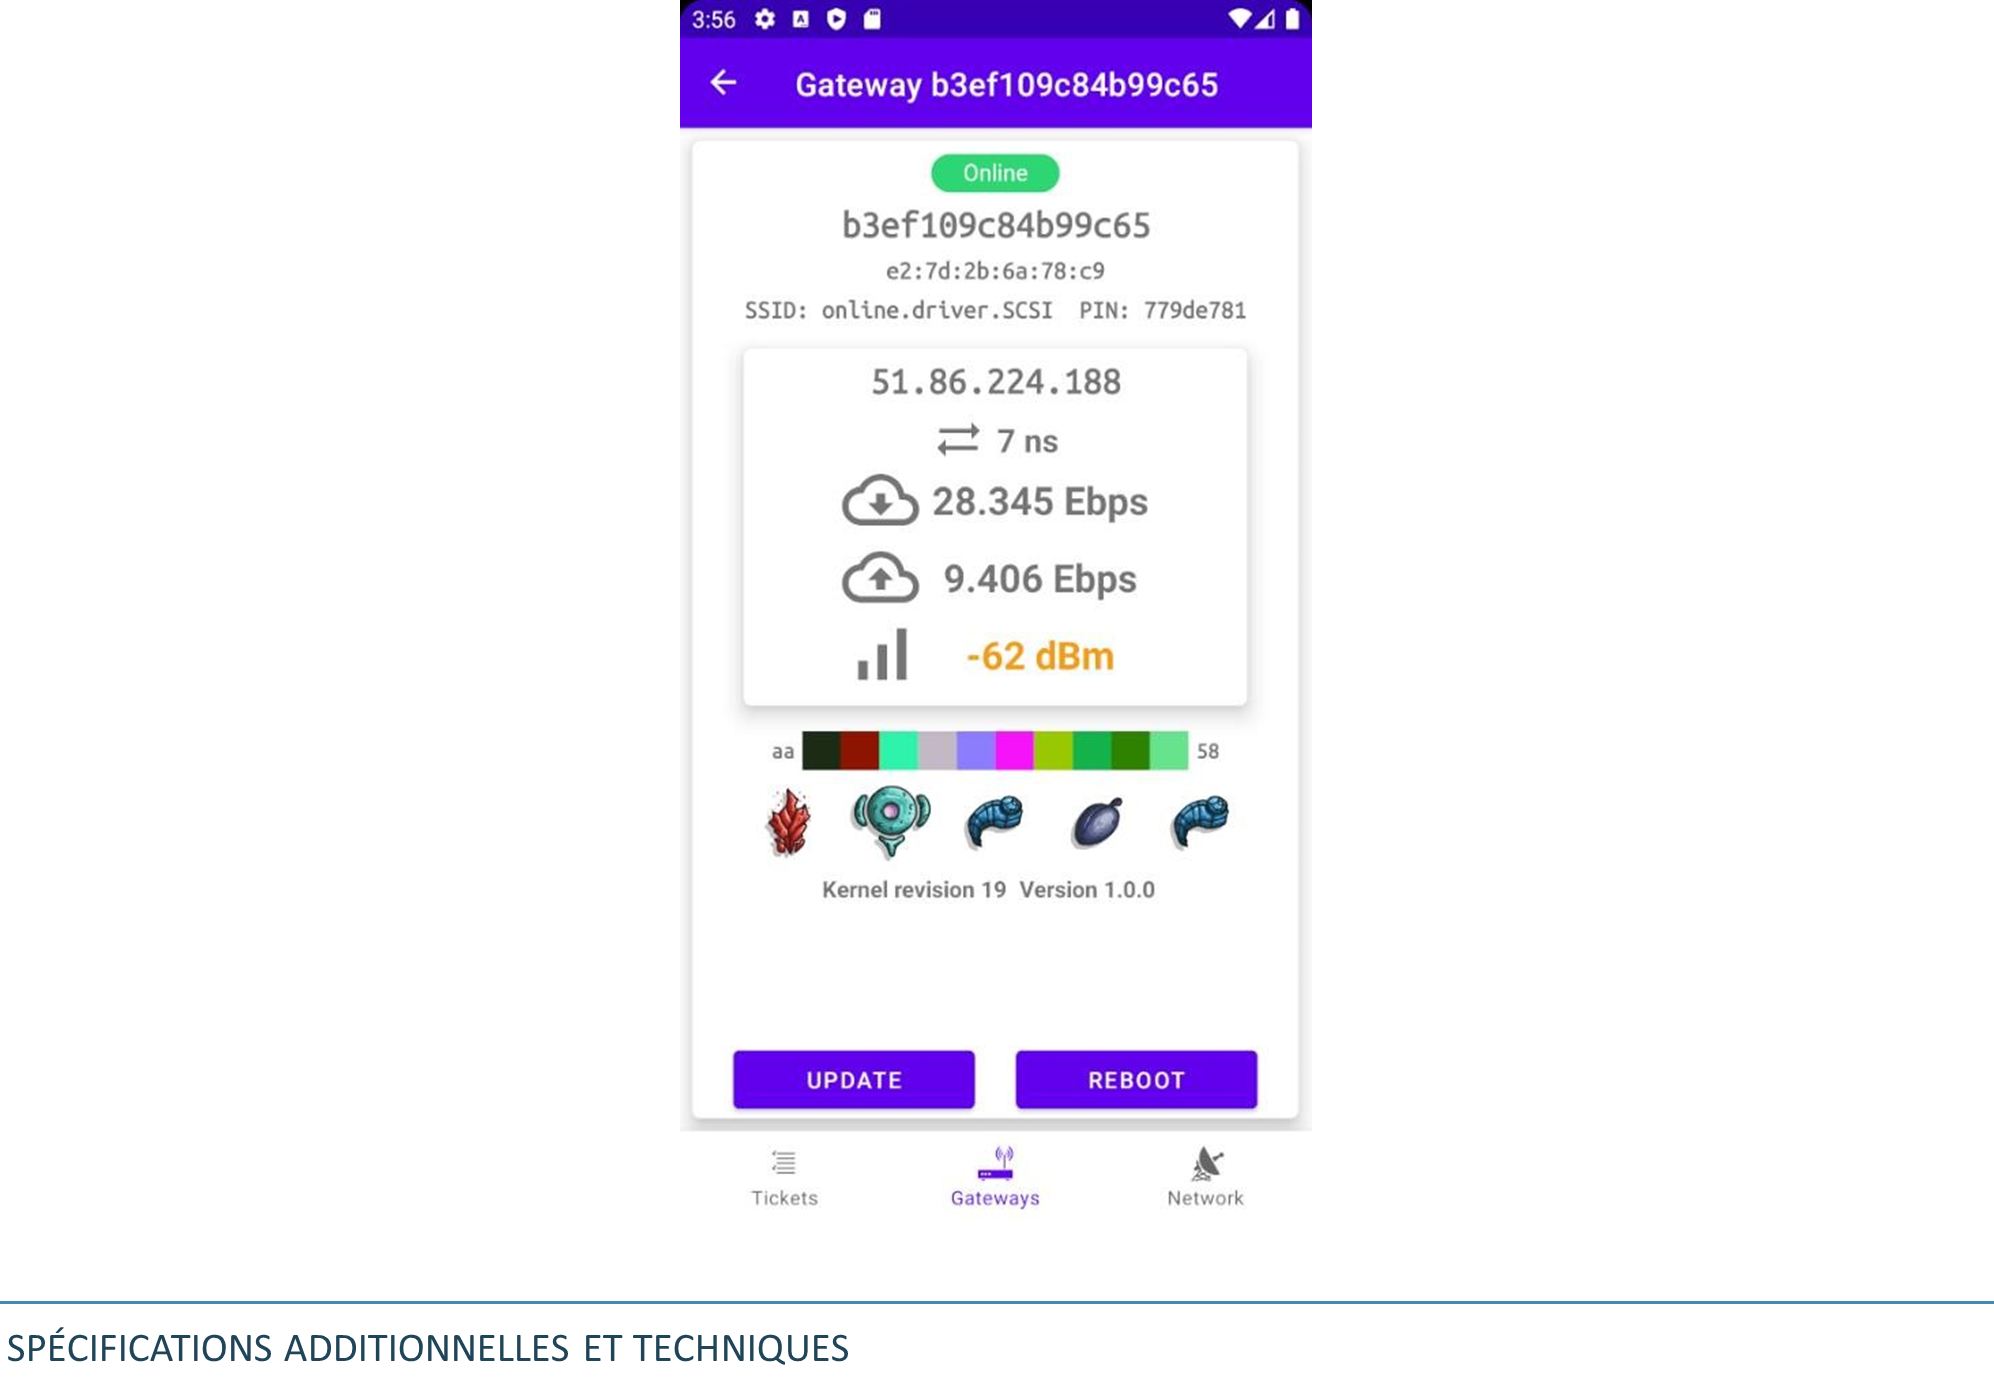 3:56
Gateway b3ef109c84b99c65
Online
b3ef109c84b99c65
e2:7d:2b:6a:78:c9
SSID: online.driver.SCSI PIN: 779de781
51.86.224.188
7 ns
28.345 Ebps
9.406 Ebps
-62 dBm
aa 58
Kernel revision 19 Version 1.0.0
UPDATE REBOOT
Tickets Gateways Network
SPÉCIFICATIONS ADDITIONNELLES ET TECHNIQUES